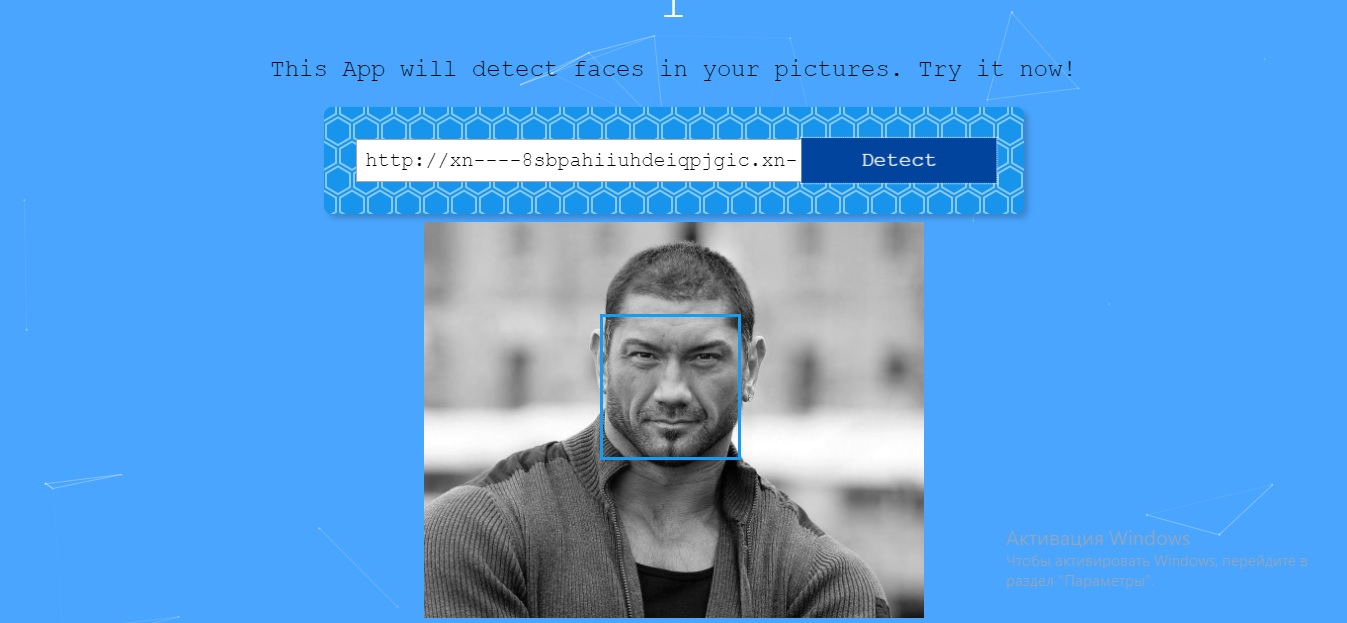 1
This App will detect faces in your pictures. Try it now!
http://xn----8sbpahiiuhdeiqpjgic.xn-
Detect
Активация Windows
Чтобы активировать Windows, перейдите в
раздел "Параметры".